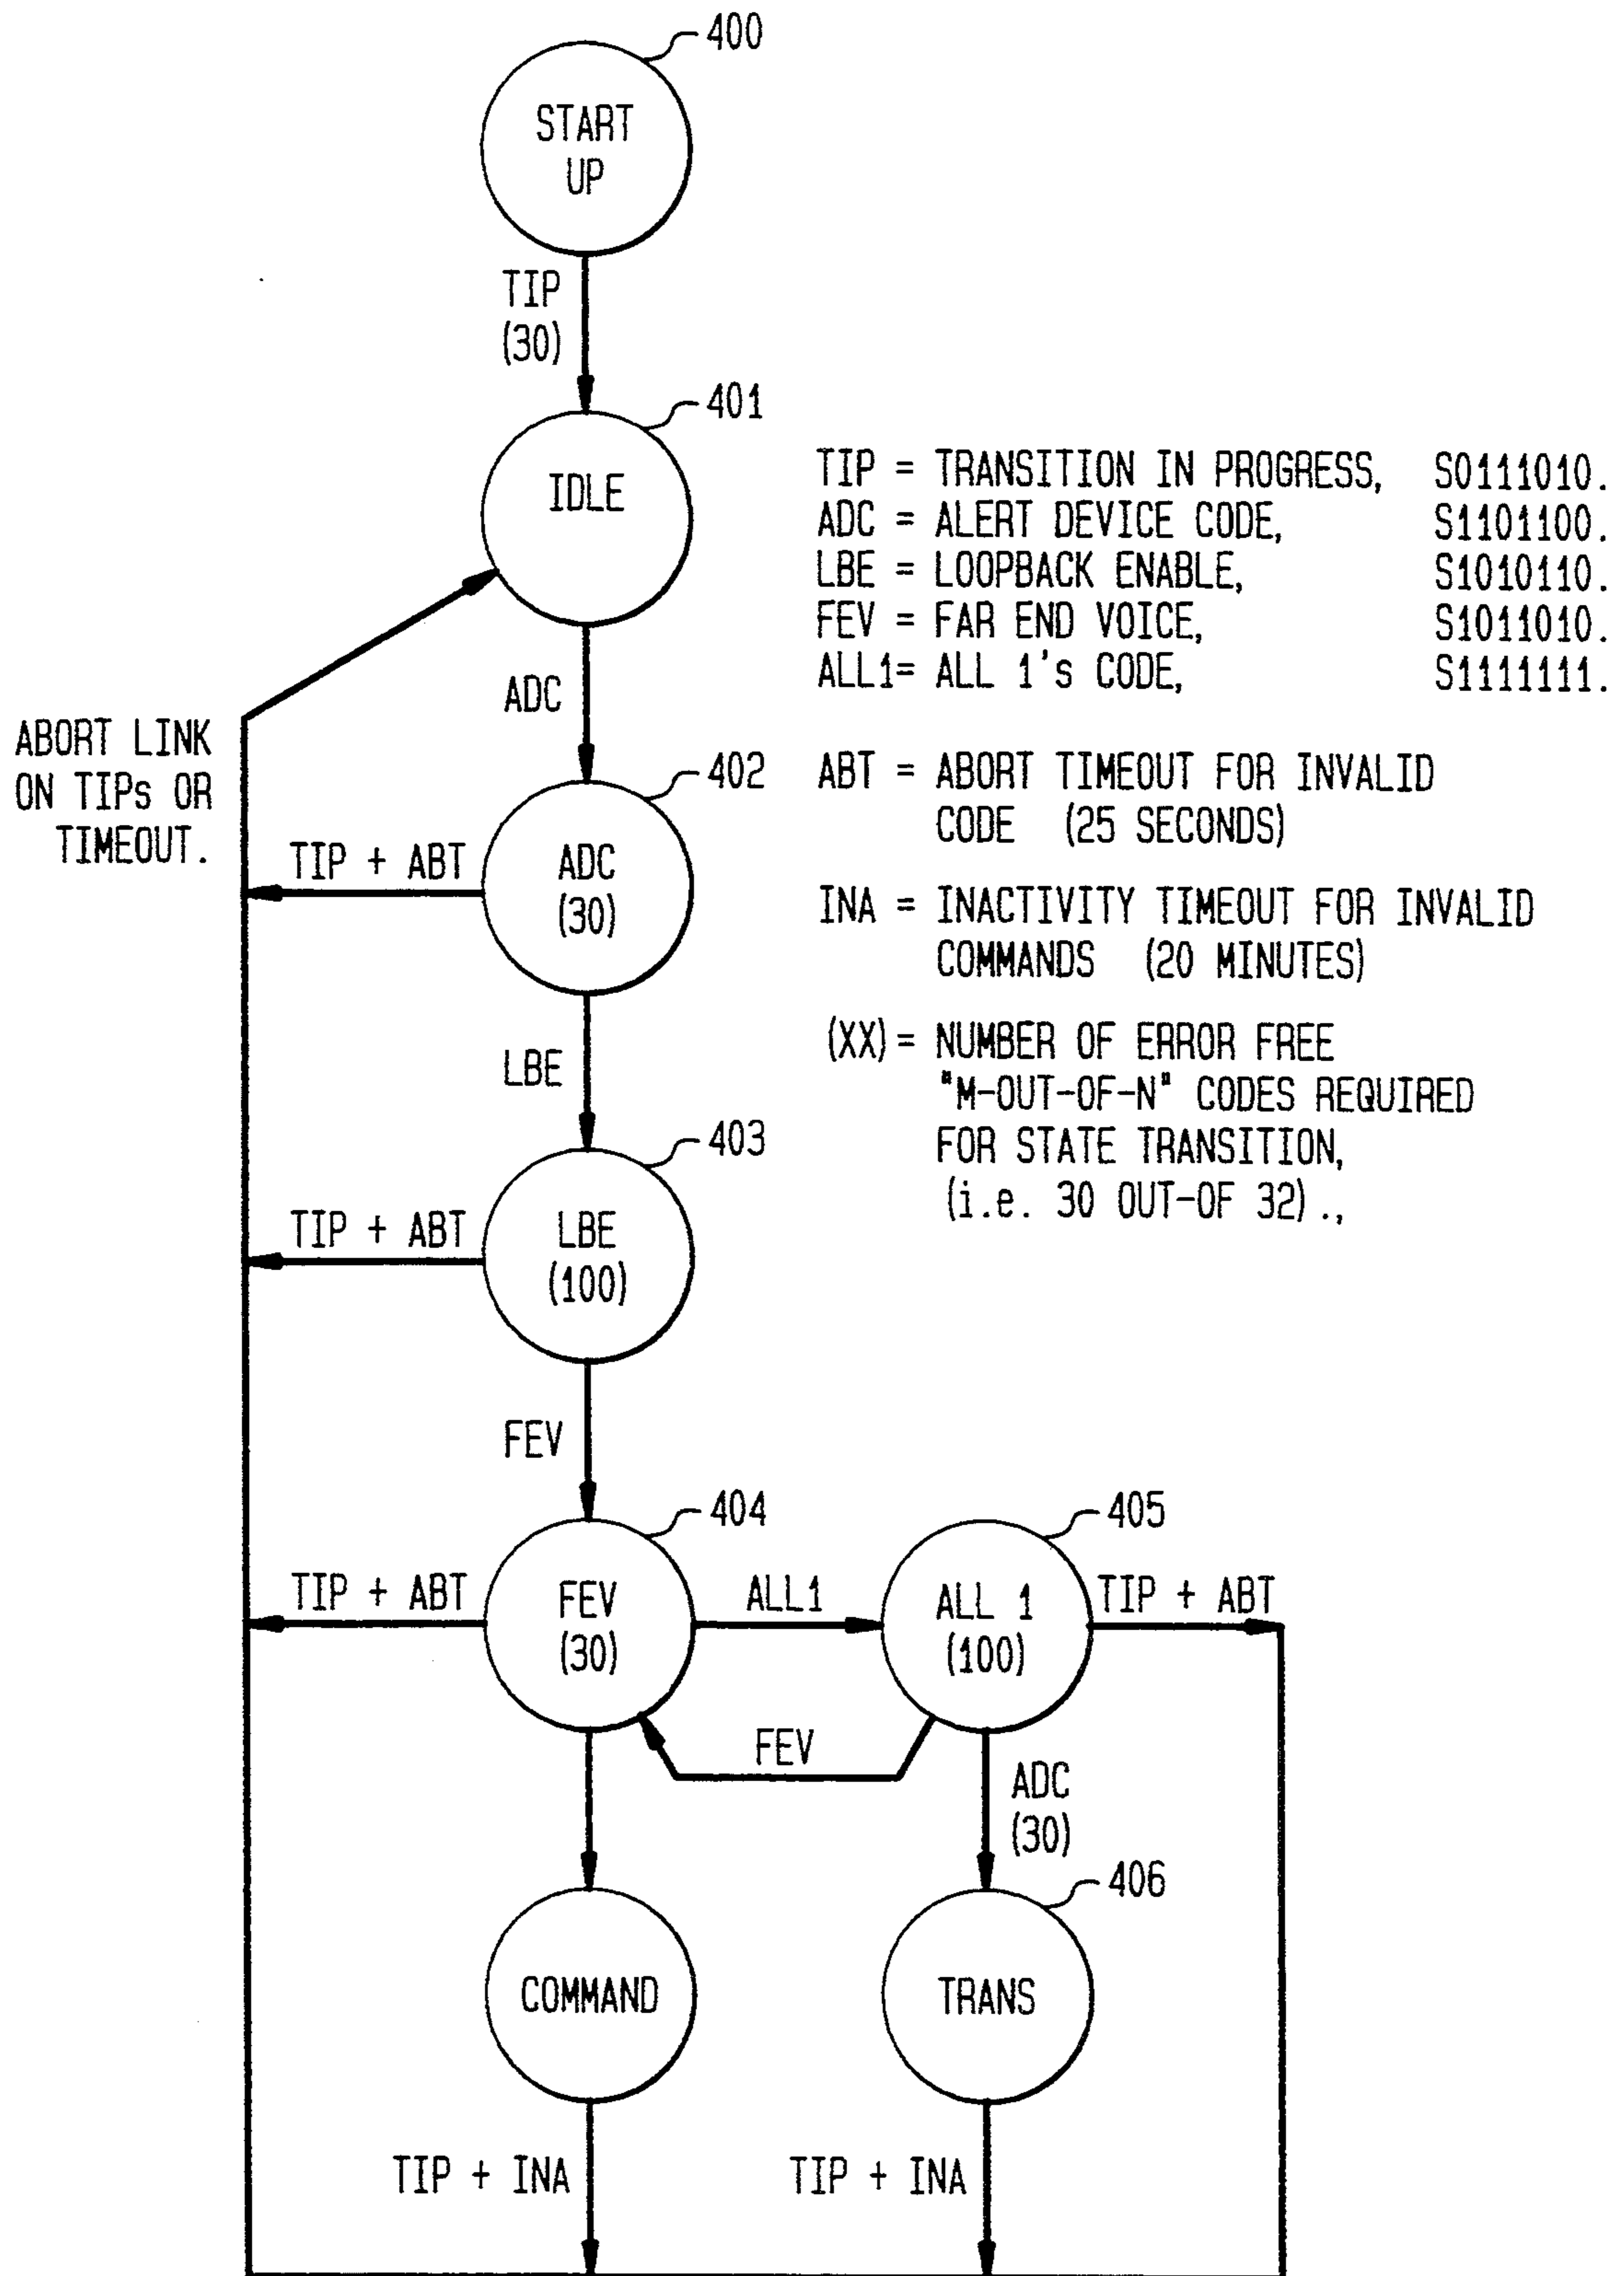 400
START
UP
TIP
(30)
401
IDLE
TIP = TRANSITION IN PROGRESS, S0111010.
ADC = ALERT DEVICE CODE, S1101100.
LBE = LOOPBACK ENABLE, S1010110.
FEV = FAR END VOICE, S1011010.
ALL1= ALL 1's CODE, S1111111.
ADC
ABORT LINK
ON TIPs OR
TIMEOUT.
402
ABT = ABORT TIMEOUT FOR INVALID
CODE (25 SECONDS)
TIP + ABT
ADC
(30)
INA = INACTIVITY TIMEOUT FOR INVALID
COMMANDS (20 MINUTES)
LBE
(XX) = NUMBER OF ERROR FREE
"M-OUT-OF-N" CODES REQUIRED
FOR STATE TRANSITION,
(i.e. 30 OUT-OF 32).,
403
TIP + ABT
LBE
(100)
FEV
404
405
TIP + ABT
FEV
(30)
ALL1
ALL 1
(100)
TIP + ABT
FEV
ADC
(30)
406
COMMAND
TRANS
TIP + INA
TIP + INA